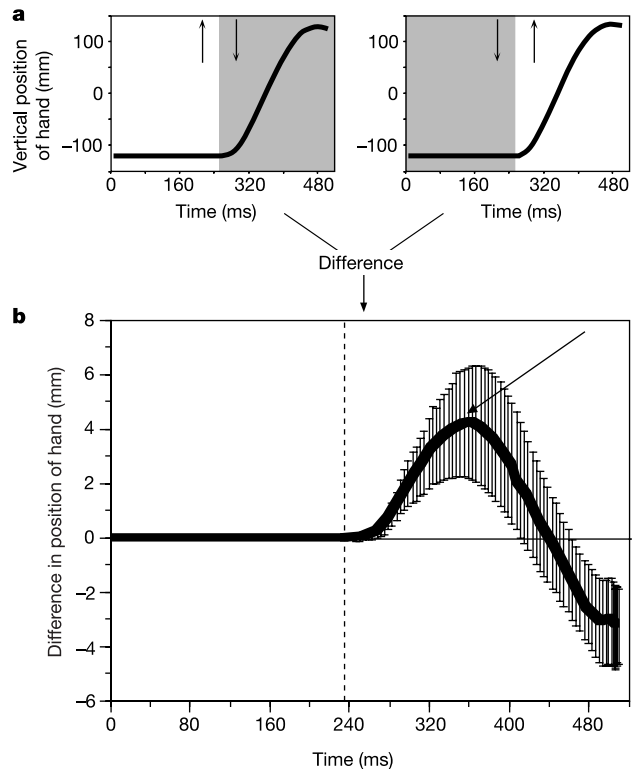 a
Vertical position
of hand (mm)
100
0
−100
0 160 320 480
Time (ms)
100
0
−100
0 160 320 480
Time (ms)
Difference
b
Difference in position of hand (mm)
8
6
4
2
0
−2
−4
−6
0 80 160 240 320 400 480
Time (ms)